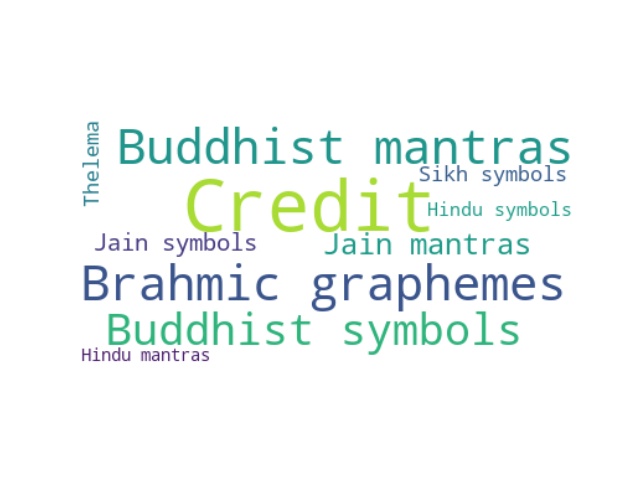 Thelema
Buddhist mantras
Sikh symbols
Credit
Hindu symbols
Jain symbols
Jain mantras
Brahmic graphemes
Buddhist symbols
Hindu mantras